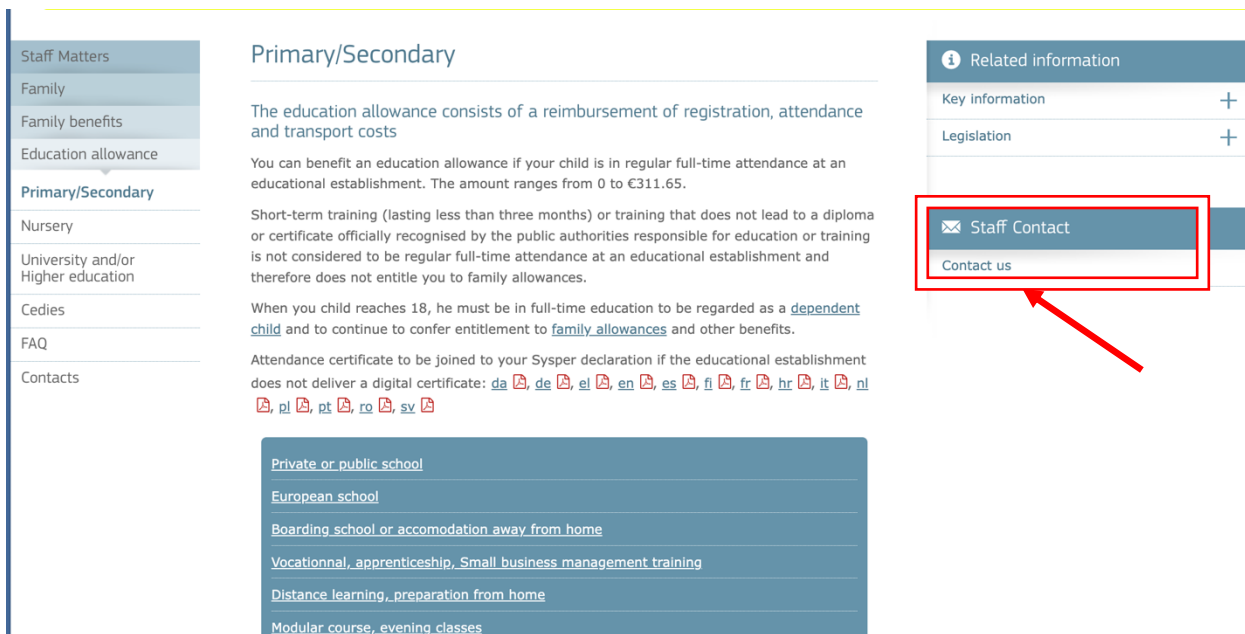 Staff Matters
Family
Family benefits
Education allowance
Primary/Secondary
Nursery
University and/or
Higher education
Cedies
FAQ
Contacts
Primary/Secondary
The education allowance consists of a reimbursement of registration, attendance
and transport costs
You can benefit an education allowance if your child is in regular full-time attendance at an
educational establishment. The amount ranges from 0 to €311.65.
Short-term training (lasting less than three months) or training that does not lead to a diploma
or certificate officially recognised by the public authorities responsible for education or training
is not considered to be regular full-time attendance at an educational establishment and
therefore does not entitle you to family allowances.
When you child reaches 18, he must be in full-time education to be regarded as a dependent
child and to continue to confer entitlement to family allowances and other benefits.
Attendance certificate to be joined to your Sysper declaration if the educational establishment
does not deliver a digital certificate: da, de, el, en, es, fi, fr, hr, it, nl
, pl, pt, ro, sv
Private or public school
European school
Boarding school or accomodation away from home
Vocationnal, apprenticeship, Small business management training
Distance learning, preparation from home
Modular course, evening classes
Related information
Key information
Legislation
Staff Contact
Contact us